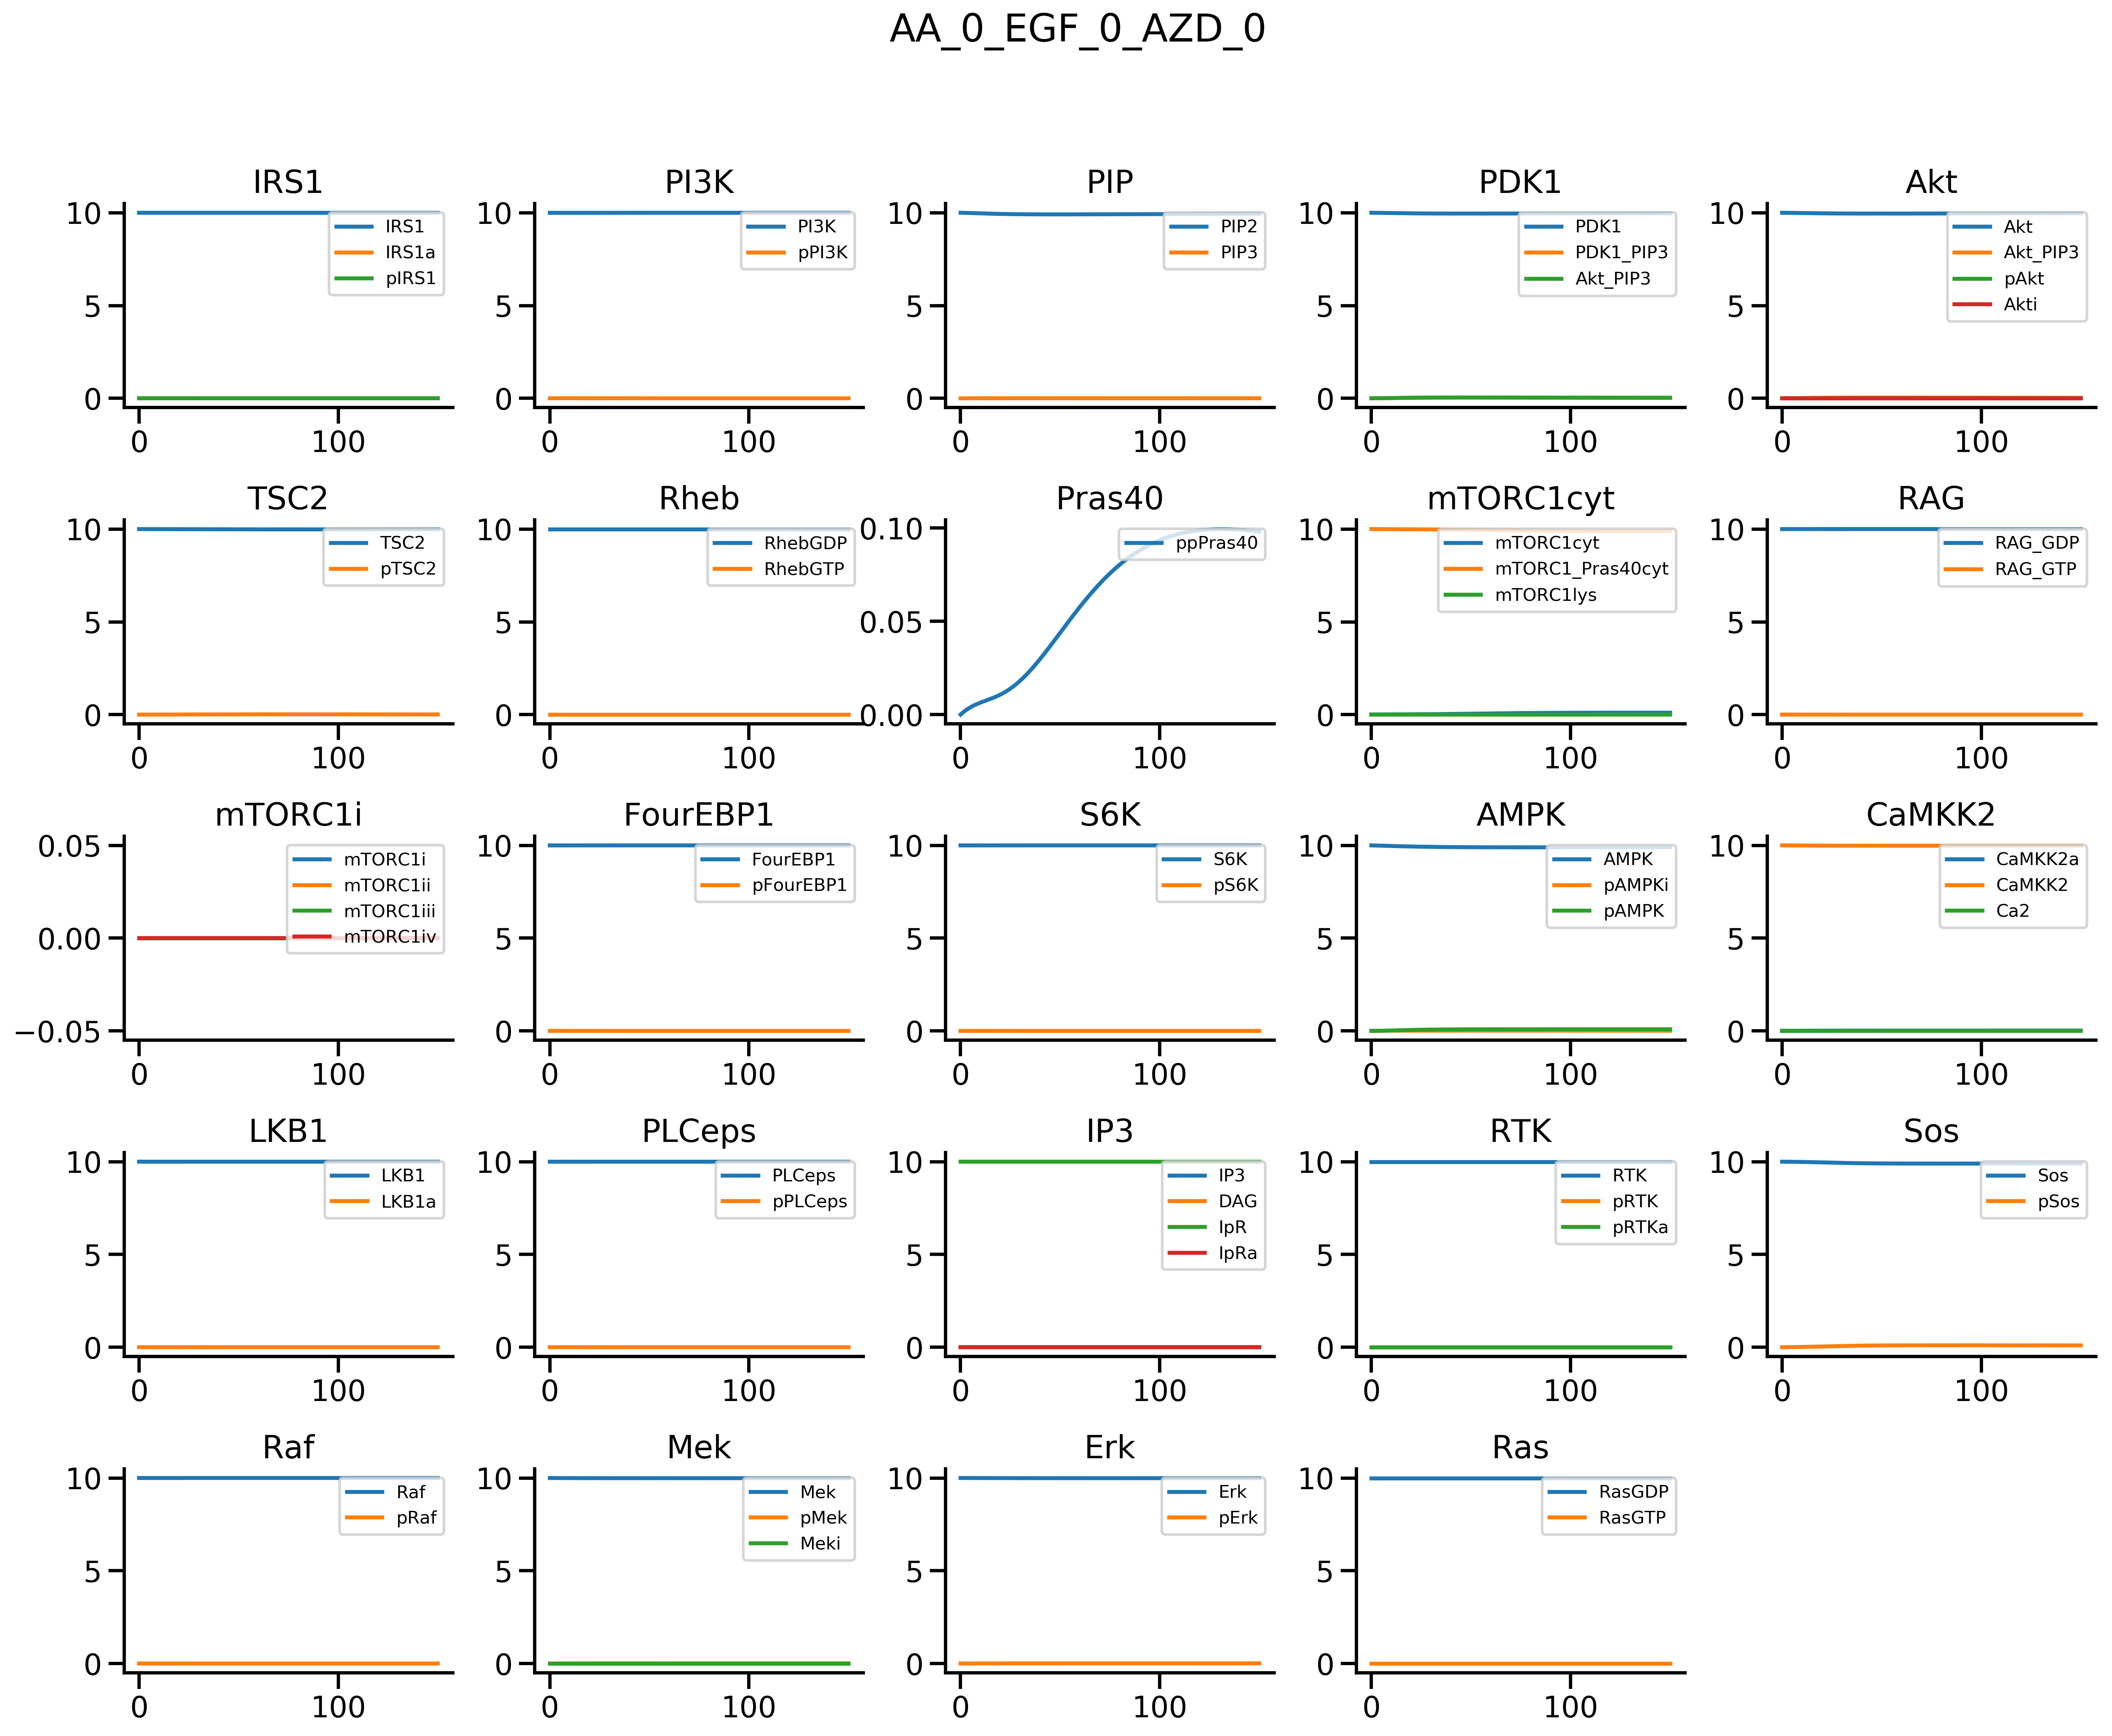 AA_0_EGF_0_AZD_0
IRS1
10
5
0
0
100
IRS1
IRS1a
pIRS1
PI3K
10
5
0
0
100
PI3K
pPI3K
PIP
10
5
0
0
100
PIP2
PIP3
PDK1
10
5
0
0
100
PDK1
PDK1_PIP3
Akt_PIP3
Akt
10
5
0
0
100
Akt
Akt_PIP3
pAkt
Akti
TSC2
10
5
0
0
100
TSC2
pTSC2
Rheb
10
5
0
0
100
RhebGDP
RhebGTP
Pras40
0.10
0.05
0.00
0
100
ppPras40
mTORC1cyt
10
5
0
0
100
mTORC1cyt
mTORC1_Pras40cyt
mTORC1lys
RAG
10
5
0
0
100
RAG_GDP
RAG_GTP
mTORC1i
0.05
0.00
−0.05
0
100
mTORC1i
mTORC1ii
mTORC1iii
mTORC1iv
FourEBP1
10
5
0
0
100
FourEBP1
pFourEBP1
S6K
10
5
0
0
100
S6K
pS6K
AMPK
10
5
0
0
100
AMPK
pAMPKi
pAMPK
CaMKK2
10
5
0
0
100
CaMKK2a
CaMKK2
Ca2
LKB1
10
5
0
0
100
LKB1
LKB1a
PLCeps
10
5
0
0
100
PLCeps
pPLCeps
IP3
10
5
0
0
100
IP3
DAG
IpR
IpRa
RTK
10
5
0
0
100
RTK
pRTK
pRTKa
Sos
10
5
0
0
100
Sos
pSos
Raf
10
5
0
0
100
Raf
pRaf
Mek
10
5
0
0
100
Mek
pMek
Meki
Erk
10
5
0
0
100
Erk
pErk
Ras
10
5
0
0
100
RasGDP
RasGTP